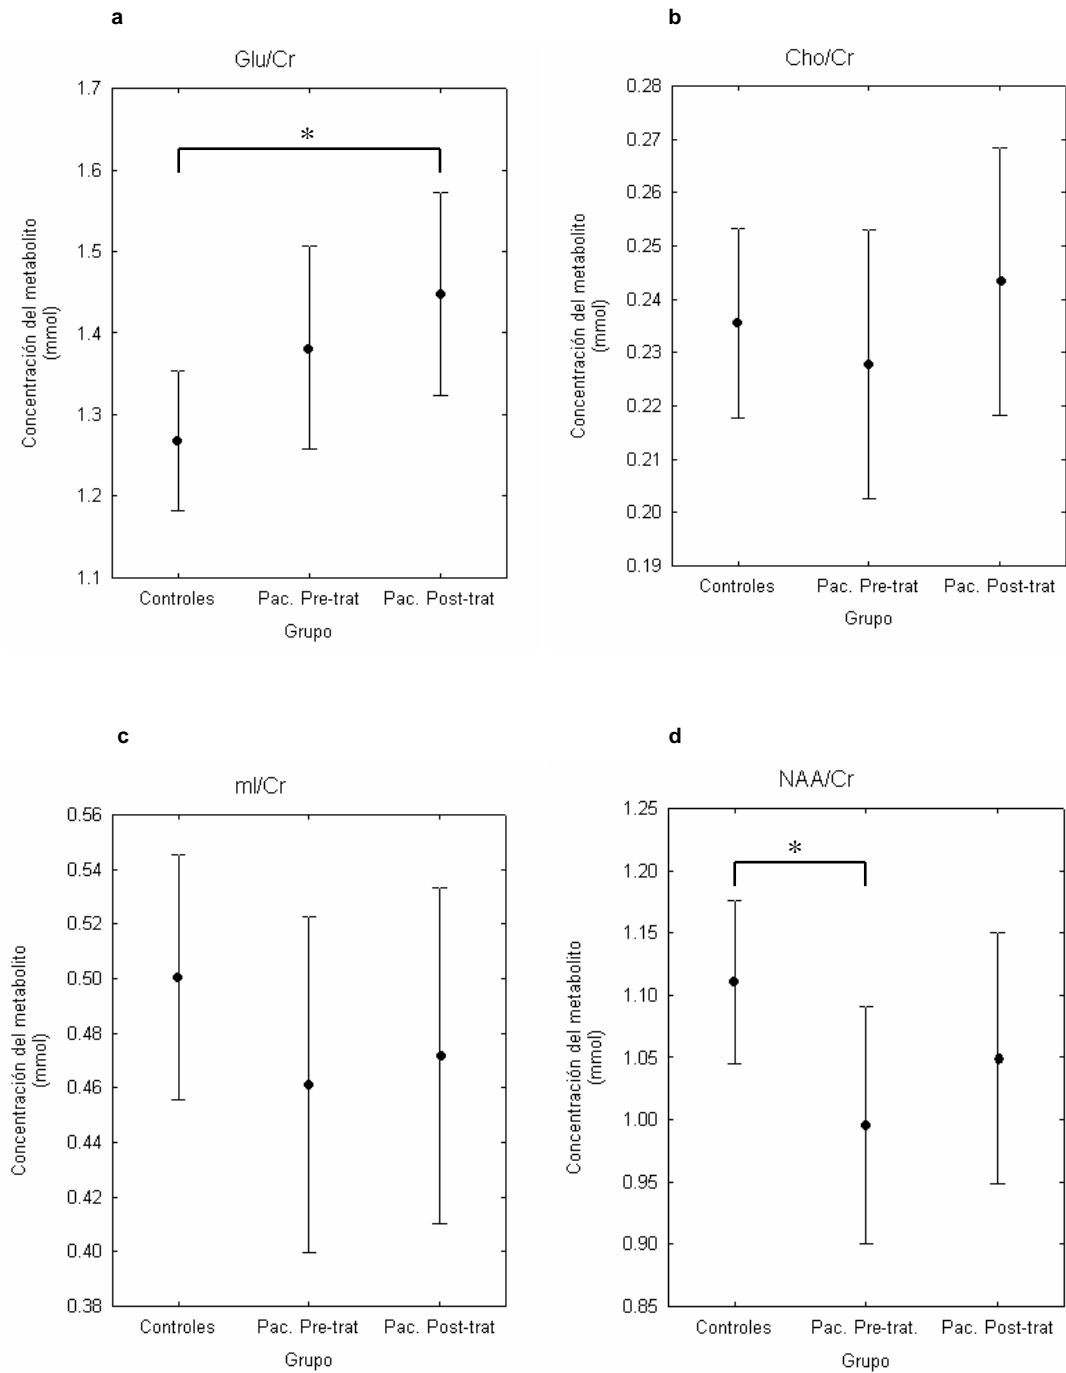 a
Glu/Cr
1.7
1.6
1.5
1.4
1.3
1.2
1.1
*
Concentración del metabolito
(mmol)
Controles
Pac. Pre-trat
Pac. Post-trat
Grupo
b
Cho/Cr
0.28
0.27
0.26
0.25
0.24
0.23
0.22
0.21
0.20
0.19
Concentración del metabolito
(mmol)
Controles
Pac. Pre-trat
Pac. Post-trat
Grupo
c
mI/Cr
0.56
0.54
0.52
0.50
0.48
0.46
0.44
0.42
0.40
0.38
Concentración del metabolito
(mmol)
Controles
Pac. Pre-trat
Pac. Post-trat
Grupo
d
NAA/Cr
1.25
1.20
1.15
1.10
1.05
1.00
0.95
0.90
0.85
*
Concentración del metabolito
(mmol)
Controles
Pac. Pre-trat.
Pac. Post-trat
Grupo